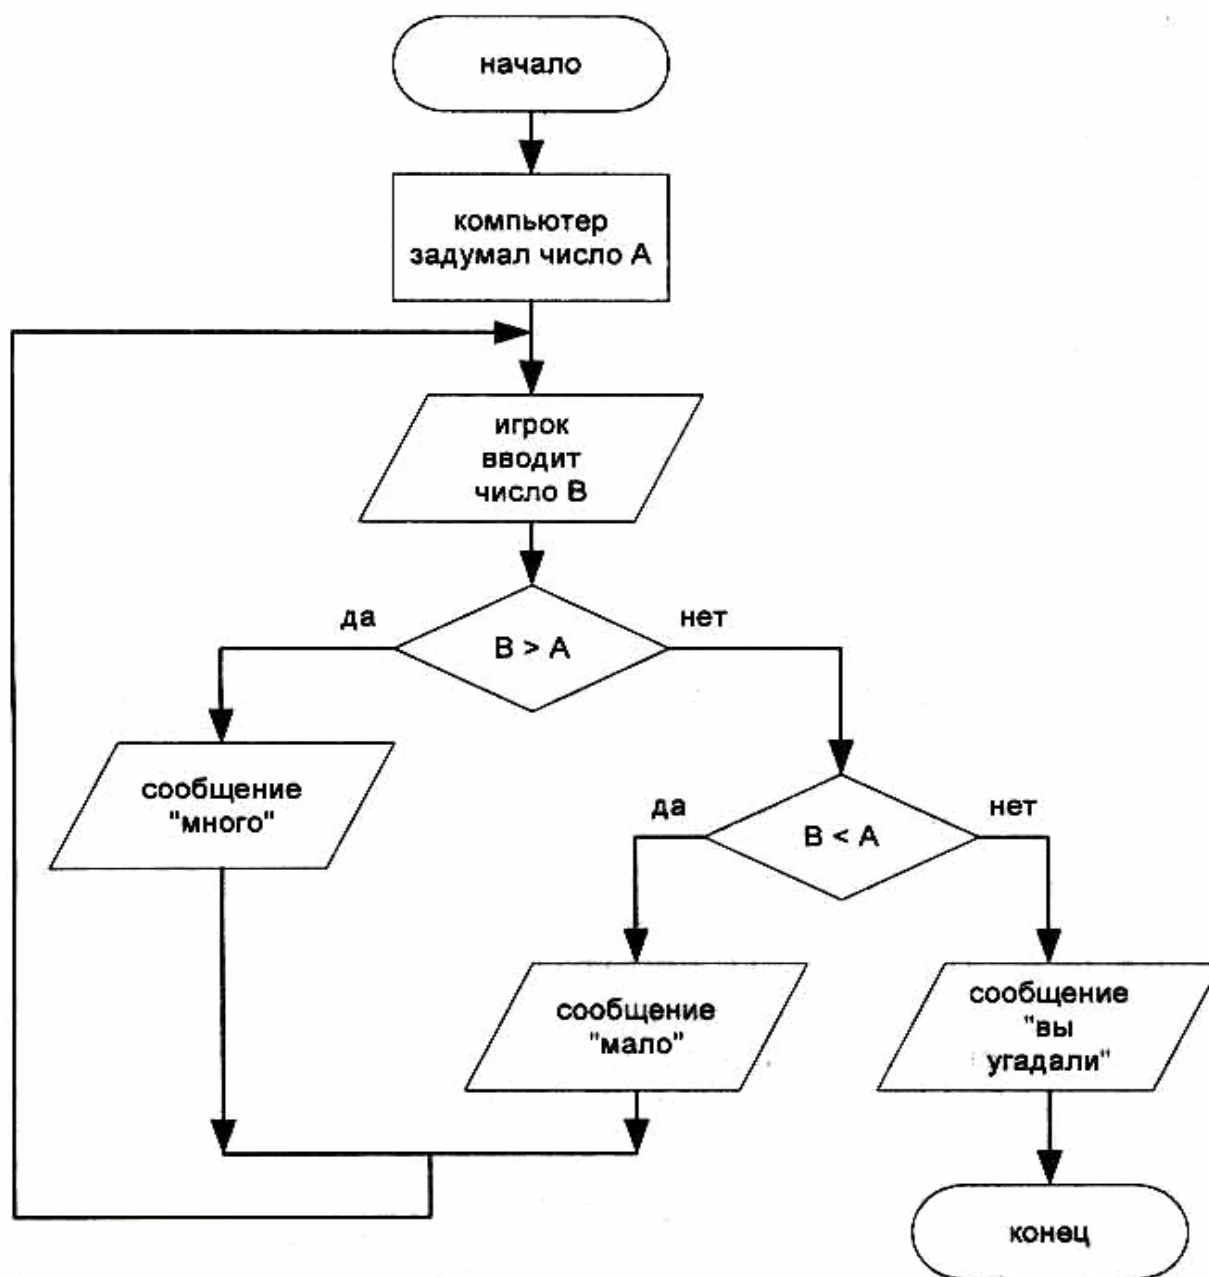 начало
компьютер
задумал число А
игрок
вводит
число В
да
В > А
нет
сообщение
"много"
да
В < А
нет
сообщение
"мало"
сообщение
"вы
угадали"
конец